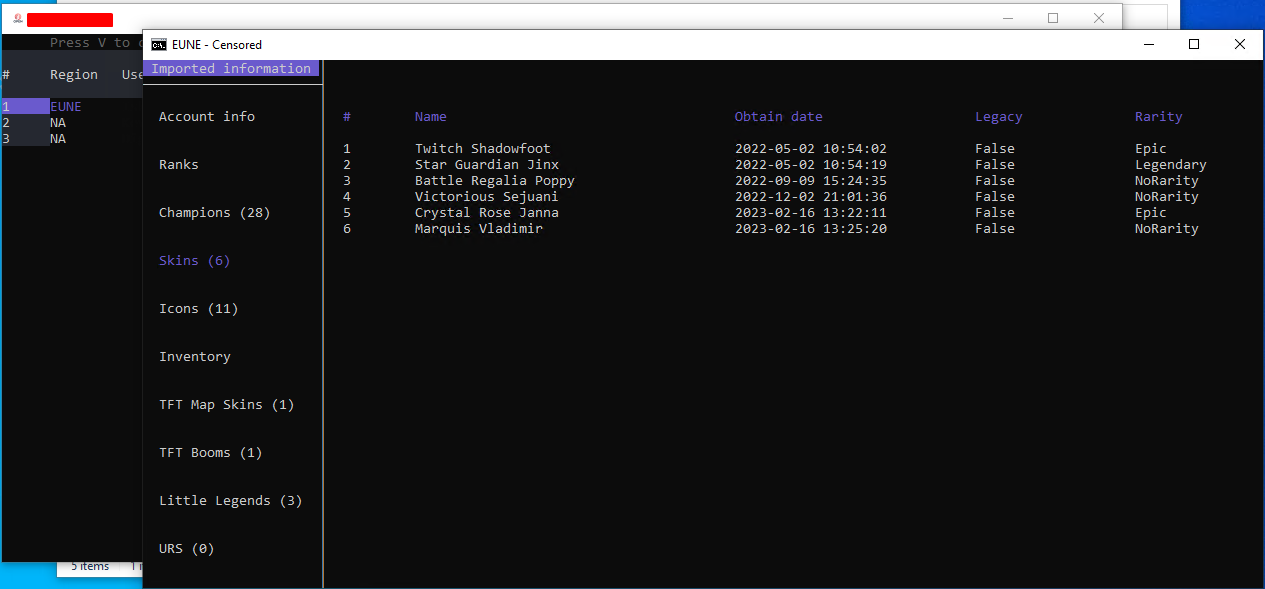 Press V to
EUNE - Censored
# Region
1 EUNE
2 NA
3 NA
Imported information
Account info
Ranks
Champions (28)
Skins (6)
Icons (11)
Inventory
TFT Map Skins (1)
TFT Booms (1)
Little Legends (3)
URS (0)
# Name Obtain date Legacy Rarity
1 Twitch Shadowfoot 2022-05-02 10:54:02 False Epic
2 Star Guardian Jinx 2022-05-02 10:54:19 False Legendary
3 Battle Regalia Poppy 2022-09-09 15:24:35 False NoRarity
4 Victorious Sejuani 2022-12-02 21:01:36 False NoRarity
5 Crystal Rose Janna 2023-02-16 13:22:11 False Epic
6 Marquis Vladimir 2023-02-16 13:25:20 False NoRarity
5 items